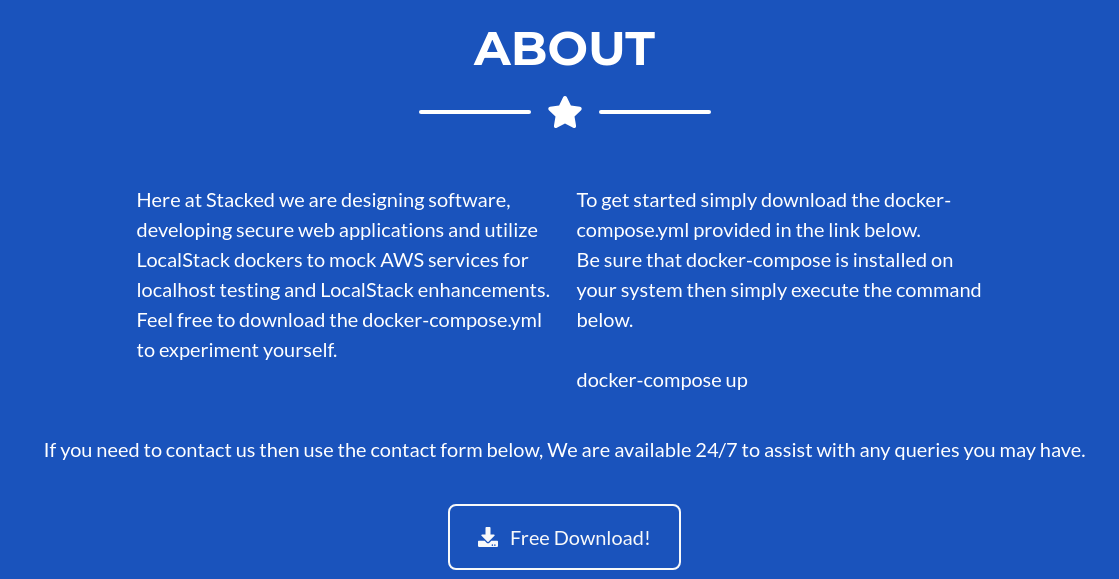 ABOUT
Here at Stacked we are designing software,
developing secure web applications and utilize
LocalStack dockers to mock AWS services for
localhost testing and LocalStack enhancements.
Feel free to download the docker-compose.yml
to experiment yourself.
To get started simply download the docker-
compose.yml provided in the link below.
Be sure that docker-compose is installed on
your system then simply execute the command
below.
docker-compose up
If you need to contact us then use the contact form below, We are available 24/7 to assist with any queries you may have.
Free Download!